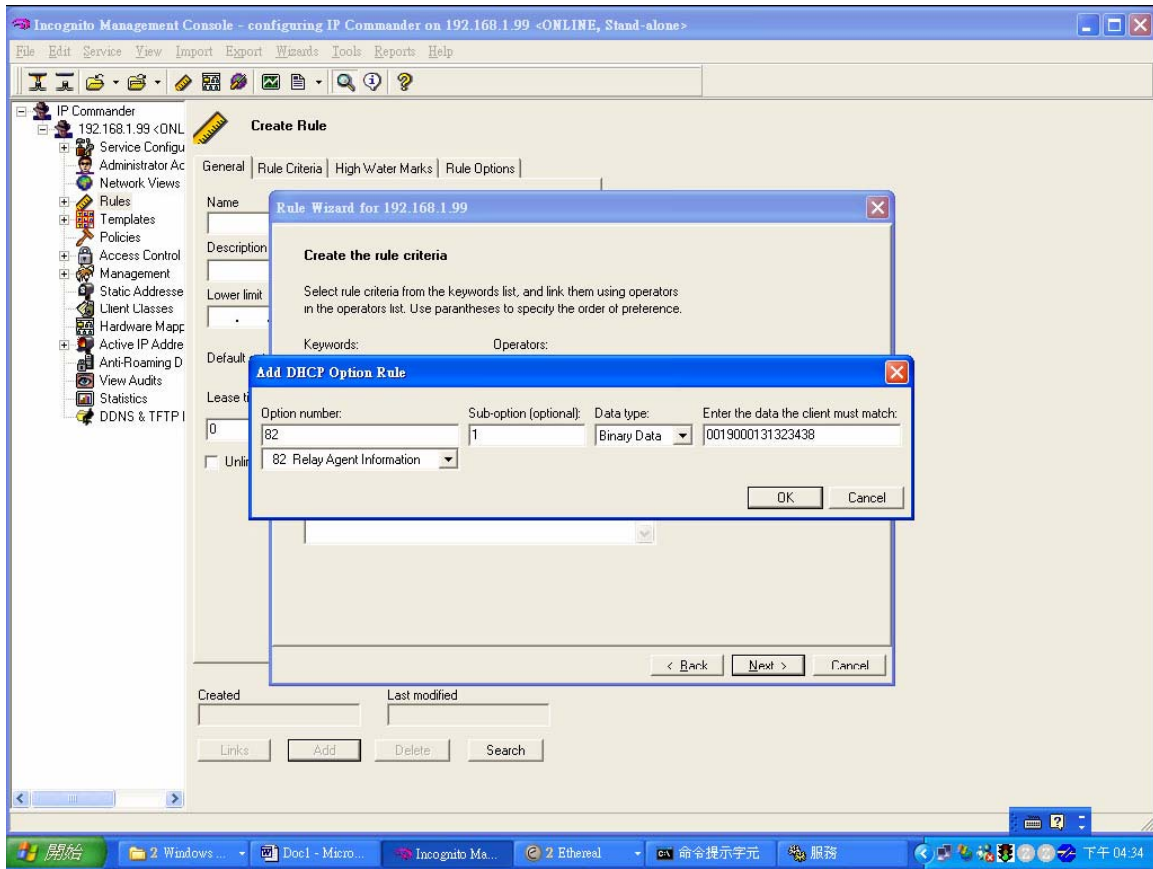 Incognito Management Console - configuring IP Commander on 192.168.1.99 <ONLINE, Stand-alone>
File Edit Service View Import Export Wizards Tools Reports Help
IP Commander
192.168.1.99 <ONL
Service Configu
Administrator Ac
Network Views
Rules
Templates
Policies
Access Control
Management
Static Addresse
Client Classes
Hardware Mapp
Active IP Addre
Anti-Roaming D
View Audits
Statistics
DDNS & TFTP
Create Rule
General Rule Criteria High Water Marks Rule Options
Name
Description
Lower limit
. .
Default
Lease ti
0
Unlin
Rule Wizard for 192.168.1.99
Create the rule criteria
Select rule criteria from the keywords list, and link them using operators
in the operators list. Use parantheses to specify the order of preference.
Keywords: Operators:
Add DHCP Option Rule
Option number: Sub-option (optional): Data type: Enter the data the client must match:
82 1 Binary Data 0019000131323438
82 Relay Agent Information
OK Cancel
< Back Next > Cancel
Created Last modified
Links Add Delete Search
開始 2 Windows ... Doc1 - Micro... Incognito Ma... 2 Ethereal 命令提示字元 服務 下午 04:34